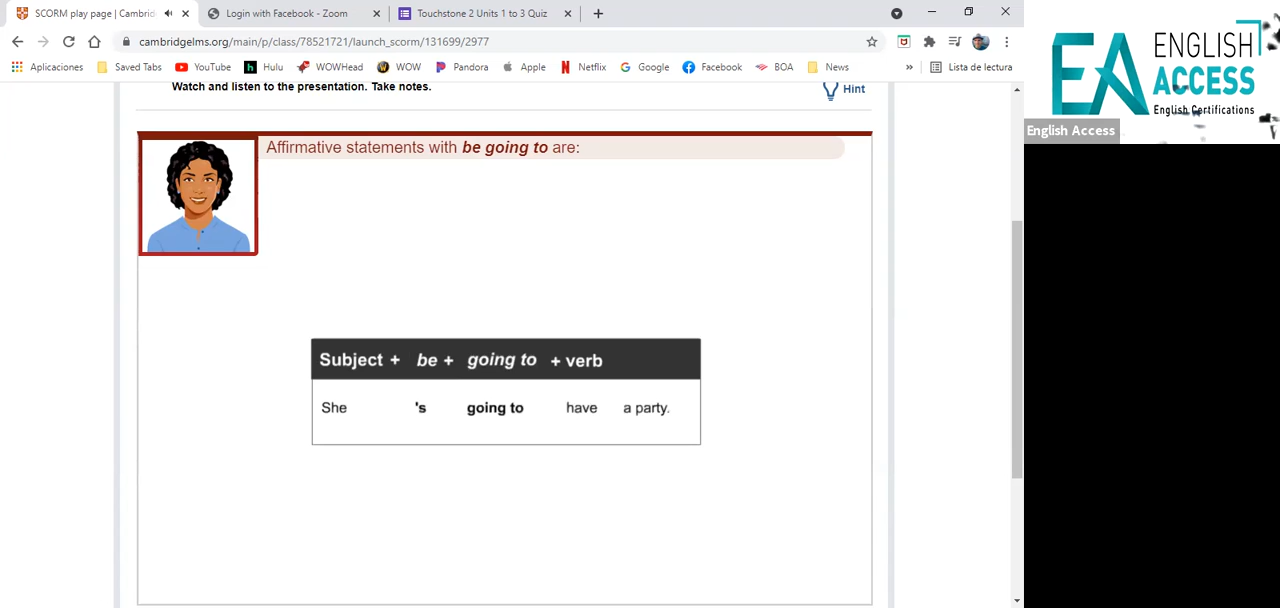 SCORM play page | Cambrid
Login with Facebook - Zoom
Touchstone 2 Units 1 to 3 Quiz
cambridgelms.org/main/p/class/78521721/launch_scorm/131699/2977
Aplicaciones
Saved Tabs
YouTube
Hulu
WOWHead
WOW
Pandora
Apple
Netflix
Google
Facebook
BOA
News
»
Lista de lectura
Watch and listen to the presentation. Take notes.
Hint
Affirmative statements with be going to are:
Subject + be + going to + verb
She 's going to have a party.
EA ENGLISH
ACCESS
English Certifications
English Access